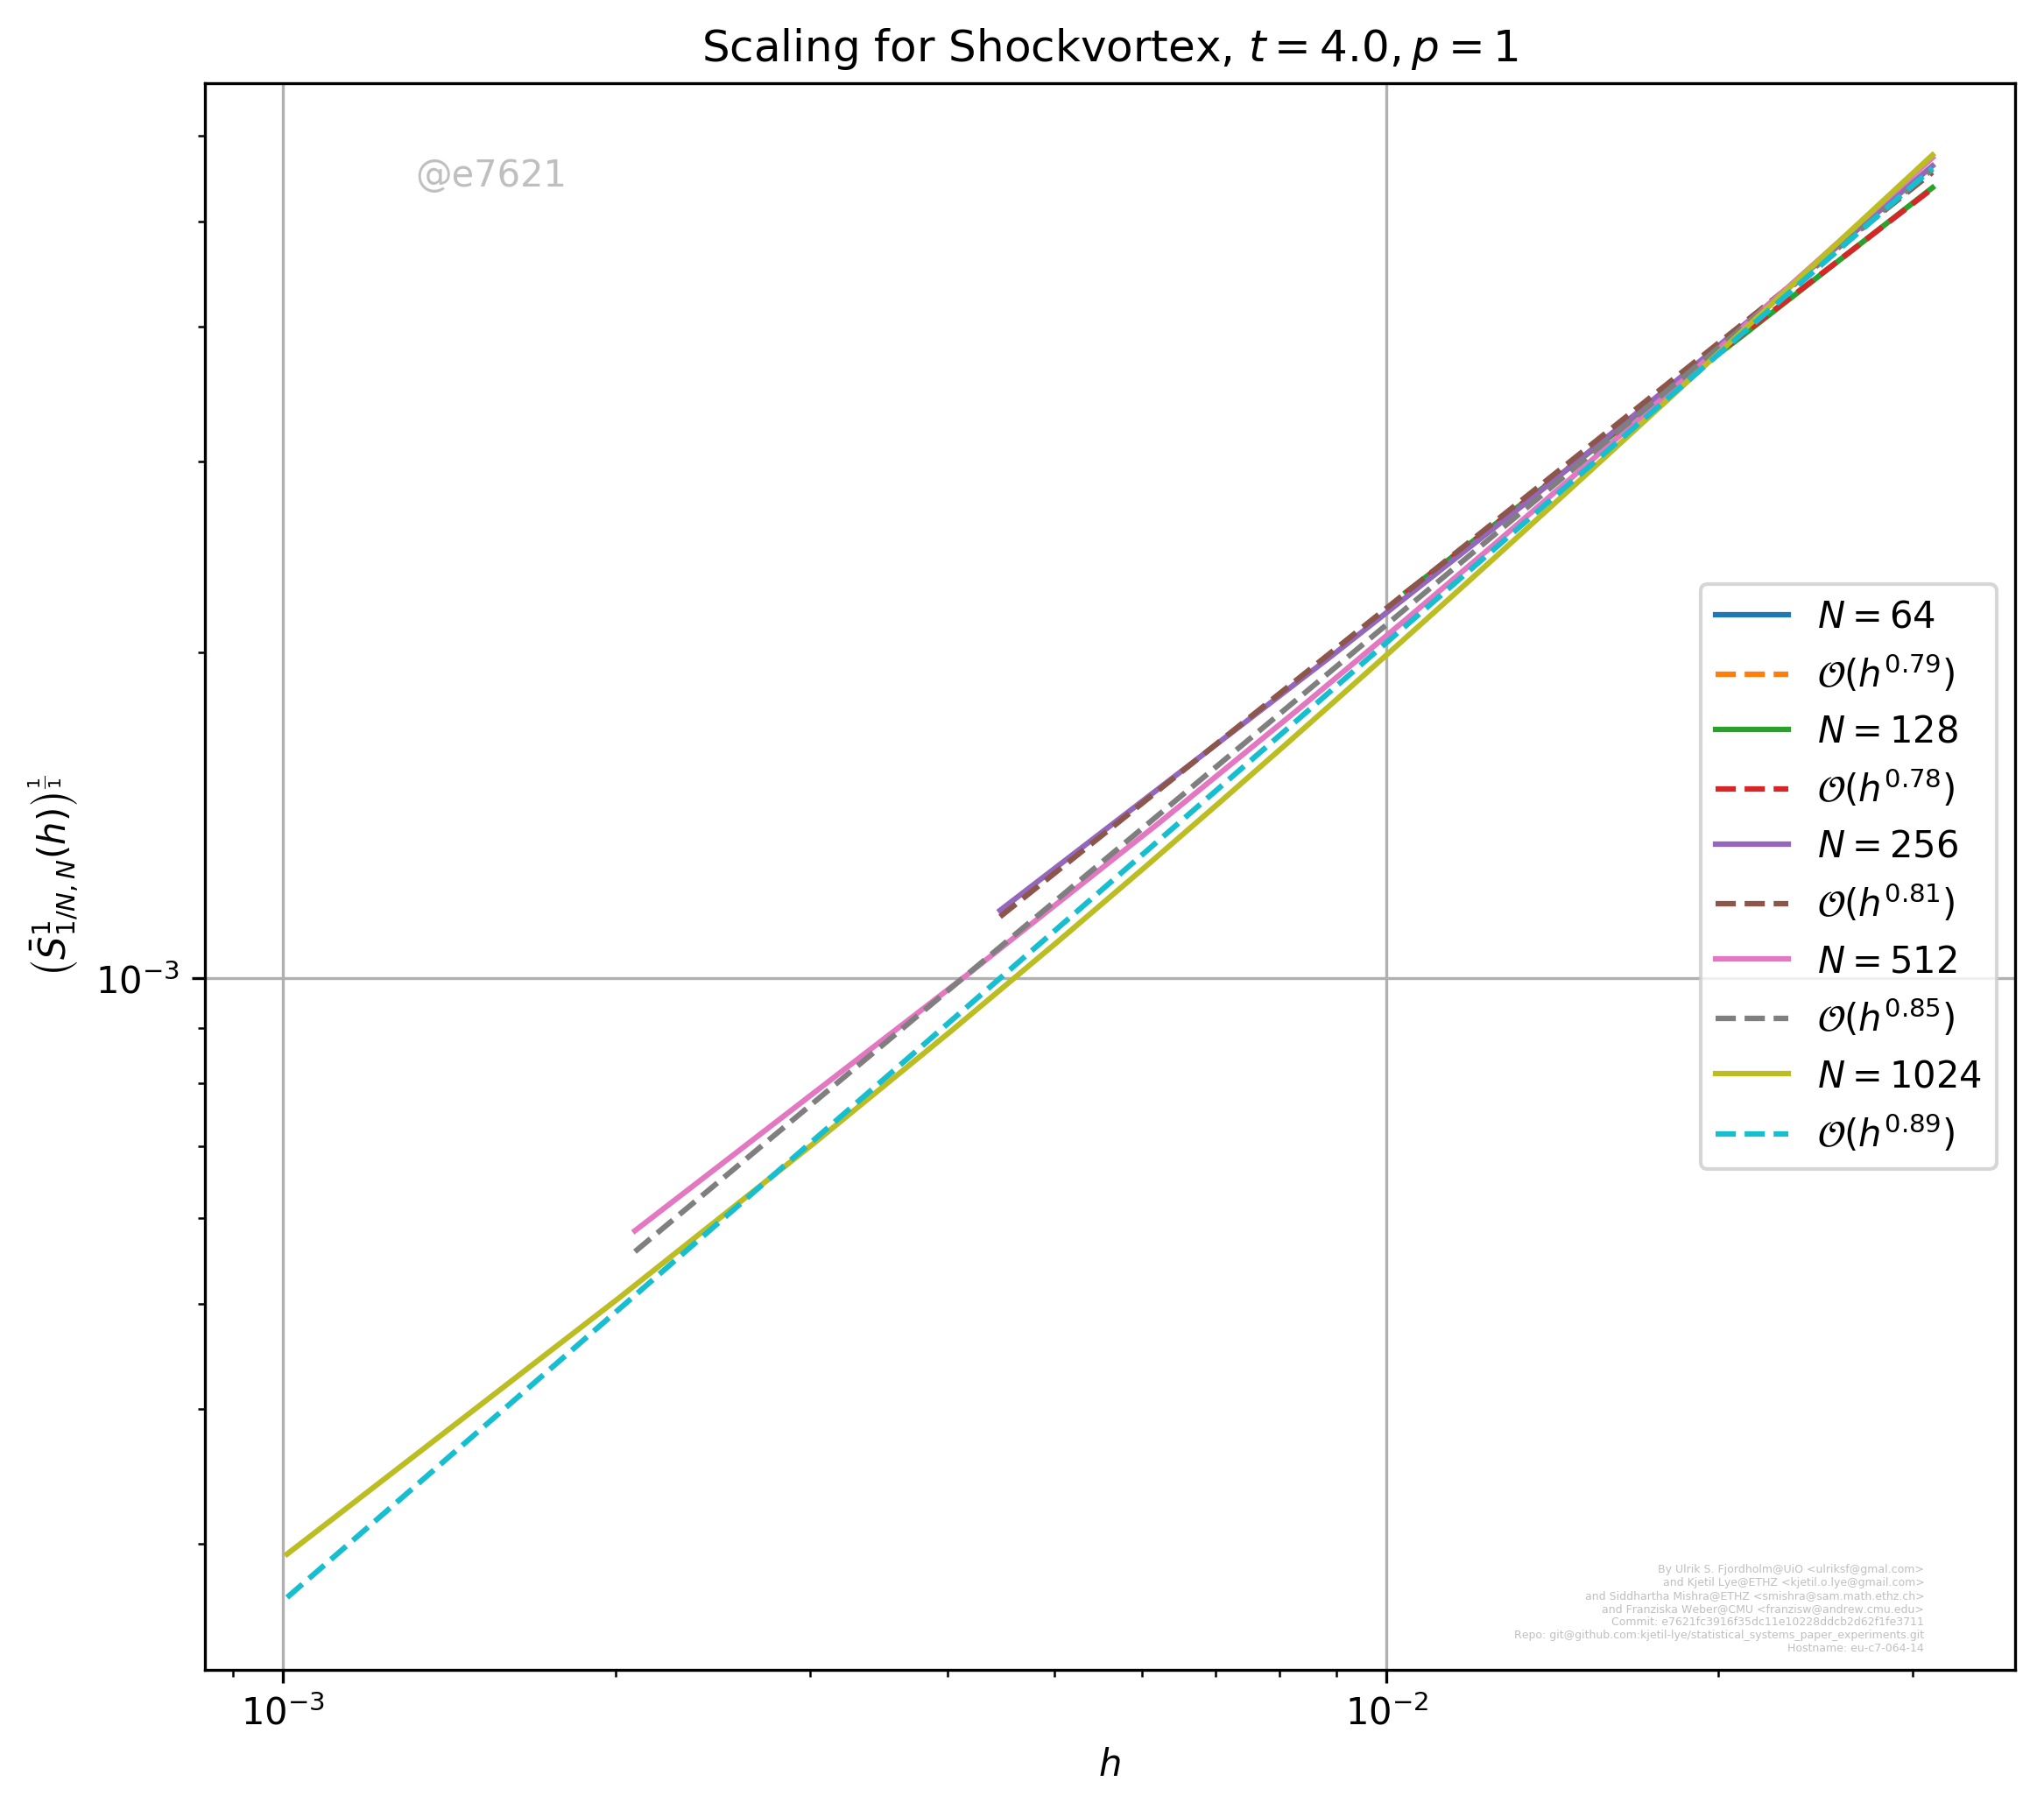 Scaling for Shockvortex, t = 4.0, p = 1
@e7621
(S̄¹_{1/N, N}(h))^{1/1}
10⁻³
N = 64
𝒪(h^{0.79})
N = 128
𝒪(h^{0.78})
N = 256
𝒪(h^{0.81})
N = 512
𝒪(h^{0.85})
N = 1024
𝒪(h^{0.89})
By Ulrik S. Fjordholm@UiO <ulriksf@gmal.com>
and Kjetil Lye@ETHZ <kjetil.o.lye@gmail.com>
and Siddhartha Mishra@ETHZ <smishra@sam.math.ethz.ch>
and Franziska Weber@CMU <franzisw@andrew.cmu.edu>
Commit: e7621fc3916f35dc11e10228ddcb2d62f1fe3711
Repo: git@github.com:kjetil-lye/statistical_systems_paper_experiments.git
Hostname: eu-c7-064-14
10⁻³ 10⁻²
h